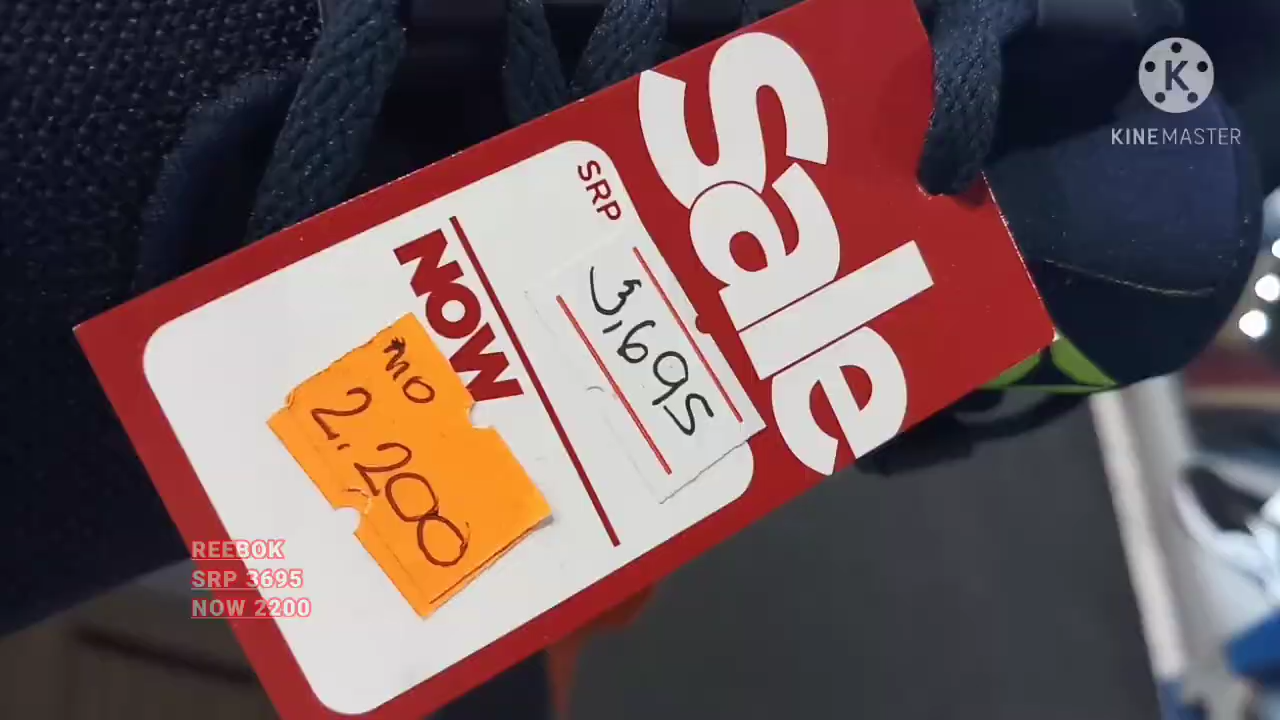 Sale
SRP
3,695
NOW
MO
2,200
REEBOK
SRP 3695
NOW 2200
K
KINEMASTER